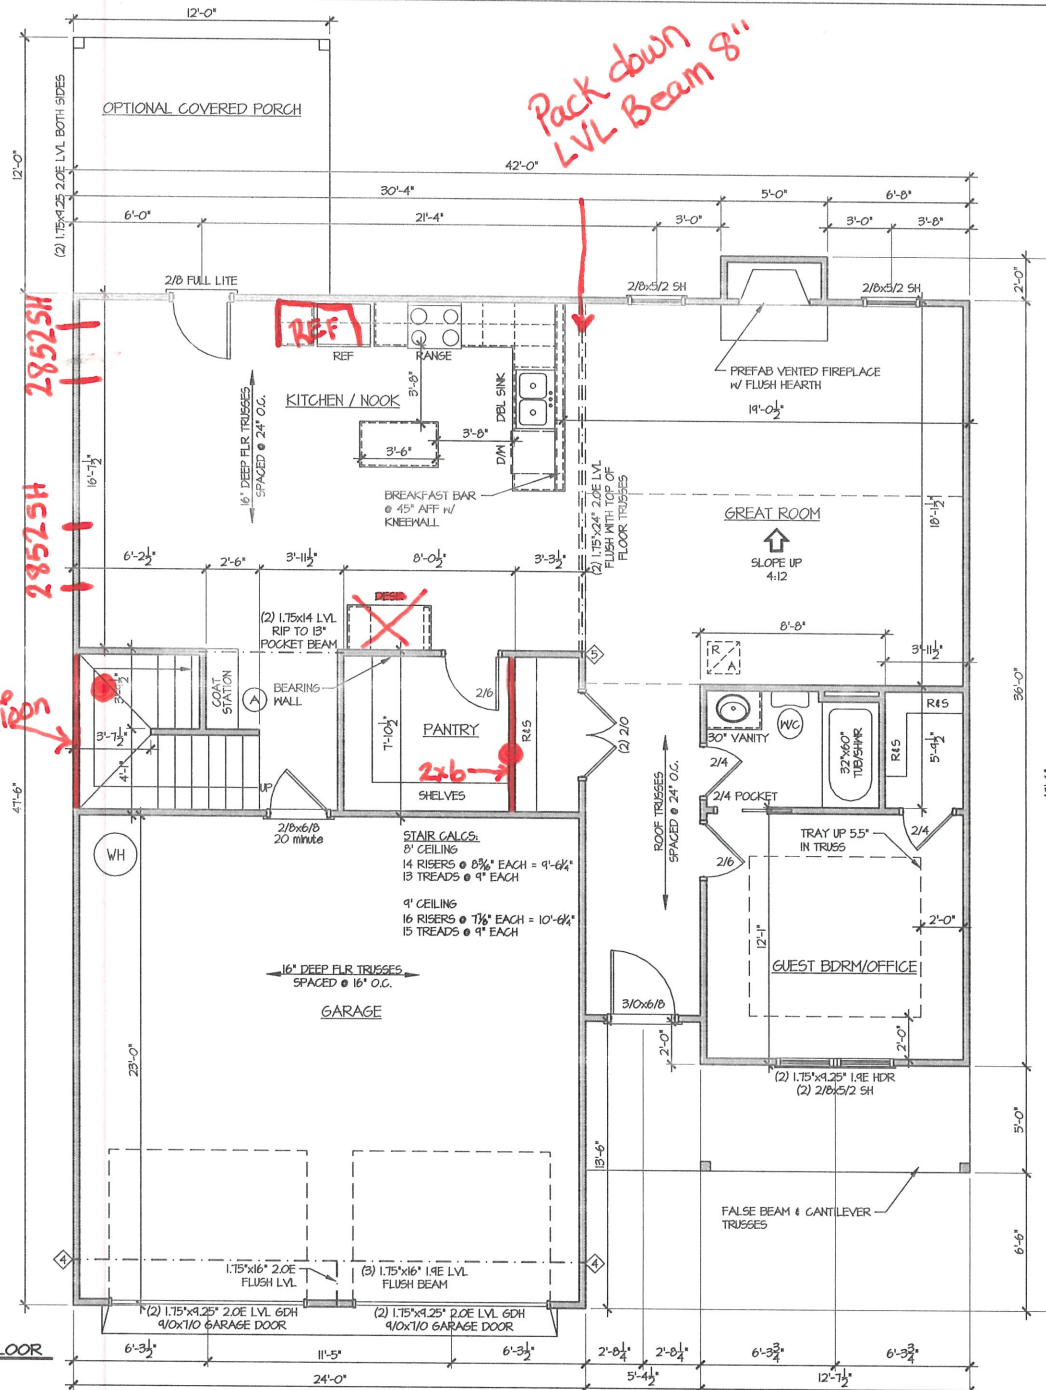 12'-0"
Pack down
LVL Beam 8"
OPTIONAL COVERED PORCH
(2) 1.75x9.25 2.0E LVL BOTH SIDES
12'-0"
42'-0"
30'-4"
5'-0"
6'-8"
6'-0"
21'-4"
3'-0"
3'-0"
3'-8"
2'-0"
2/8 FULL LITE
2/8x5/2 SH
2/8x5/2 SH
2852SH
REF
REF
RANGE
PREFAB VENTED FIREPLACE
W/ FLUSH HEARTH
16" DEEP FLR TRUSSES
SPACED @ 24" O.C.
KITCHEN / NOOK
3'-8"
DBL SINK
19'-0½"
3'-8"
3'-6"
D/W
16'-7½"
BREAKFAST BAR
@ 45" AFF W/
KNEEWALL
(2) 1.75"x24" 2.0E LVL
FLUSH WITH TOP OF
FLOOR TRUSSES
GREAT ROOM
18'-1½"
SLOPE UP
4:12
2852SH
6'-2½"
2'-6"
3'-11½"
8'-0½"
3'-3½"
DESK
(2) 1.75x14 LVL
RIP TO 13"
POCKET BEAM
8'-8"
3'-11½"
R
A
5
36'-0"
COAT
STATION
A
BEARING
WALL
2/6
PANTRY
R&S
7'-10½"
2x6
SHELVES
3'-7½"
4'-1"
UP
(2) 2/0
30" VANITY
WC
32"x60"
TUB/SHWR
R&S
R&S
5'-9½"
2/4
2/4 POCKET
2/4
2/6
47'-6"
2/8x6/8
20 minute
WH
STAIR CALCS:
8' CEILING
14 RISERS @ 8³⁄₁₆" EACH = 9'-6¼"
13 TREADS @ 9" EACH
9' CEILING
16 RISERS @ 7⅞" EACH = 10'-6¼"
15 TREADS @ 9" EACH
ROOF TRUSSES
SPACED @ 24" O.C.
TRAY UP 5.5"
IN TRUSS
2'-0"
12'-1"
16" DEEP FLR TRUSSES
SPACED @ 16" O.C.
GARAGE
GUEST BDRM/OFFICE
3/0x6/8
2'-0"
2'-0"
23'-0"
(2) 1.75"x9.25" 1.9E HDR
(2) 2/8x5/2 SH
5'-0"
13'-6"
FALSE BEAM & CANTILEVER
TRUSSES
6'-6"
4
1.75"x16" 2.0E
FLUSH LVL
(3) 1.75"x16" 1.9E LVL
FLUSH BEAM
4
(2) 1.75"x9.25" 2.0E LVL GDH
9/0x7/0 GARAGE DOOR
(2) 1.75"x9.25" 2.0E LVL GDH
9/0x7/0 GARAGE DOOR
6'-3½"
11'-5"
6'-3½"
2'-8¼"
2'-8¼"
6'-3¾"
6'-3¾"
24'-0"
5'-4½"
12'-7½"